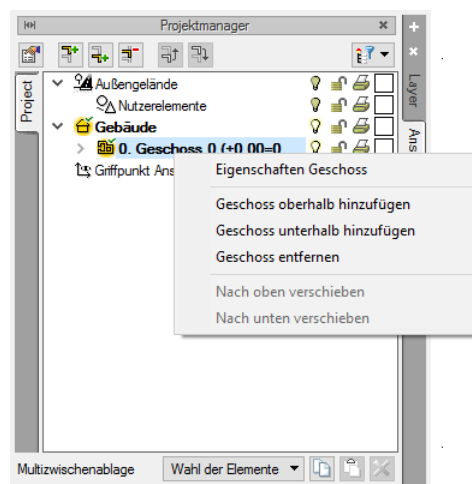 Projektmanager
Project
Layer
Außengelände
Nutzerelemente
Gebäude
0. Geschoss 0 (+0 00=0
Ans
Griffpunkt Ans
Eigenschaften Geschoss
Geschoss oberhalb hinzufügen
Geschoss unterhalb hinzufügen
Geschoss entfernen
Nach oben verschieben
Nach unten verschieben
Multizwischenablage
Wahl der Elemente